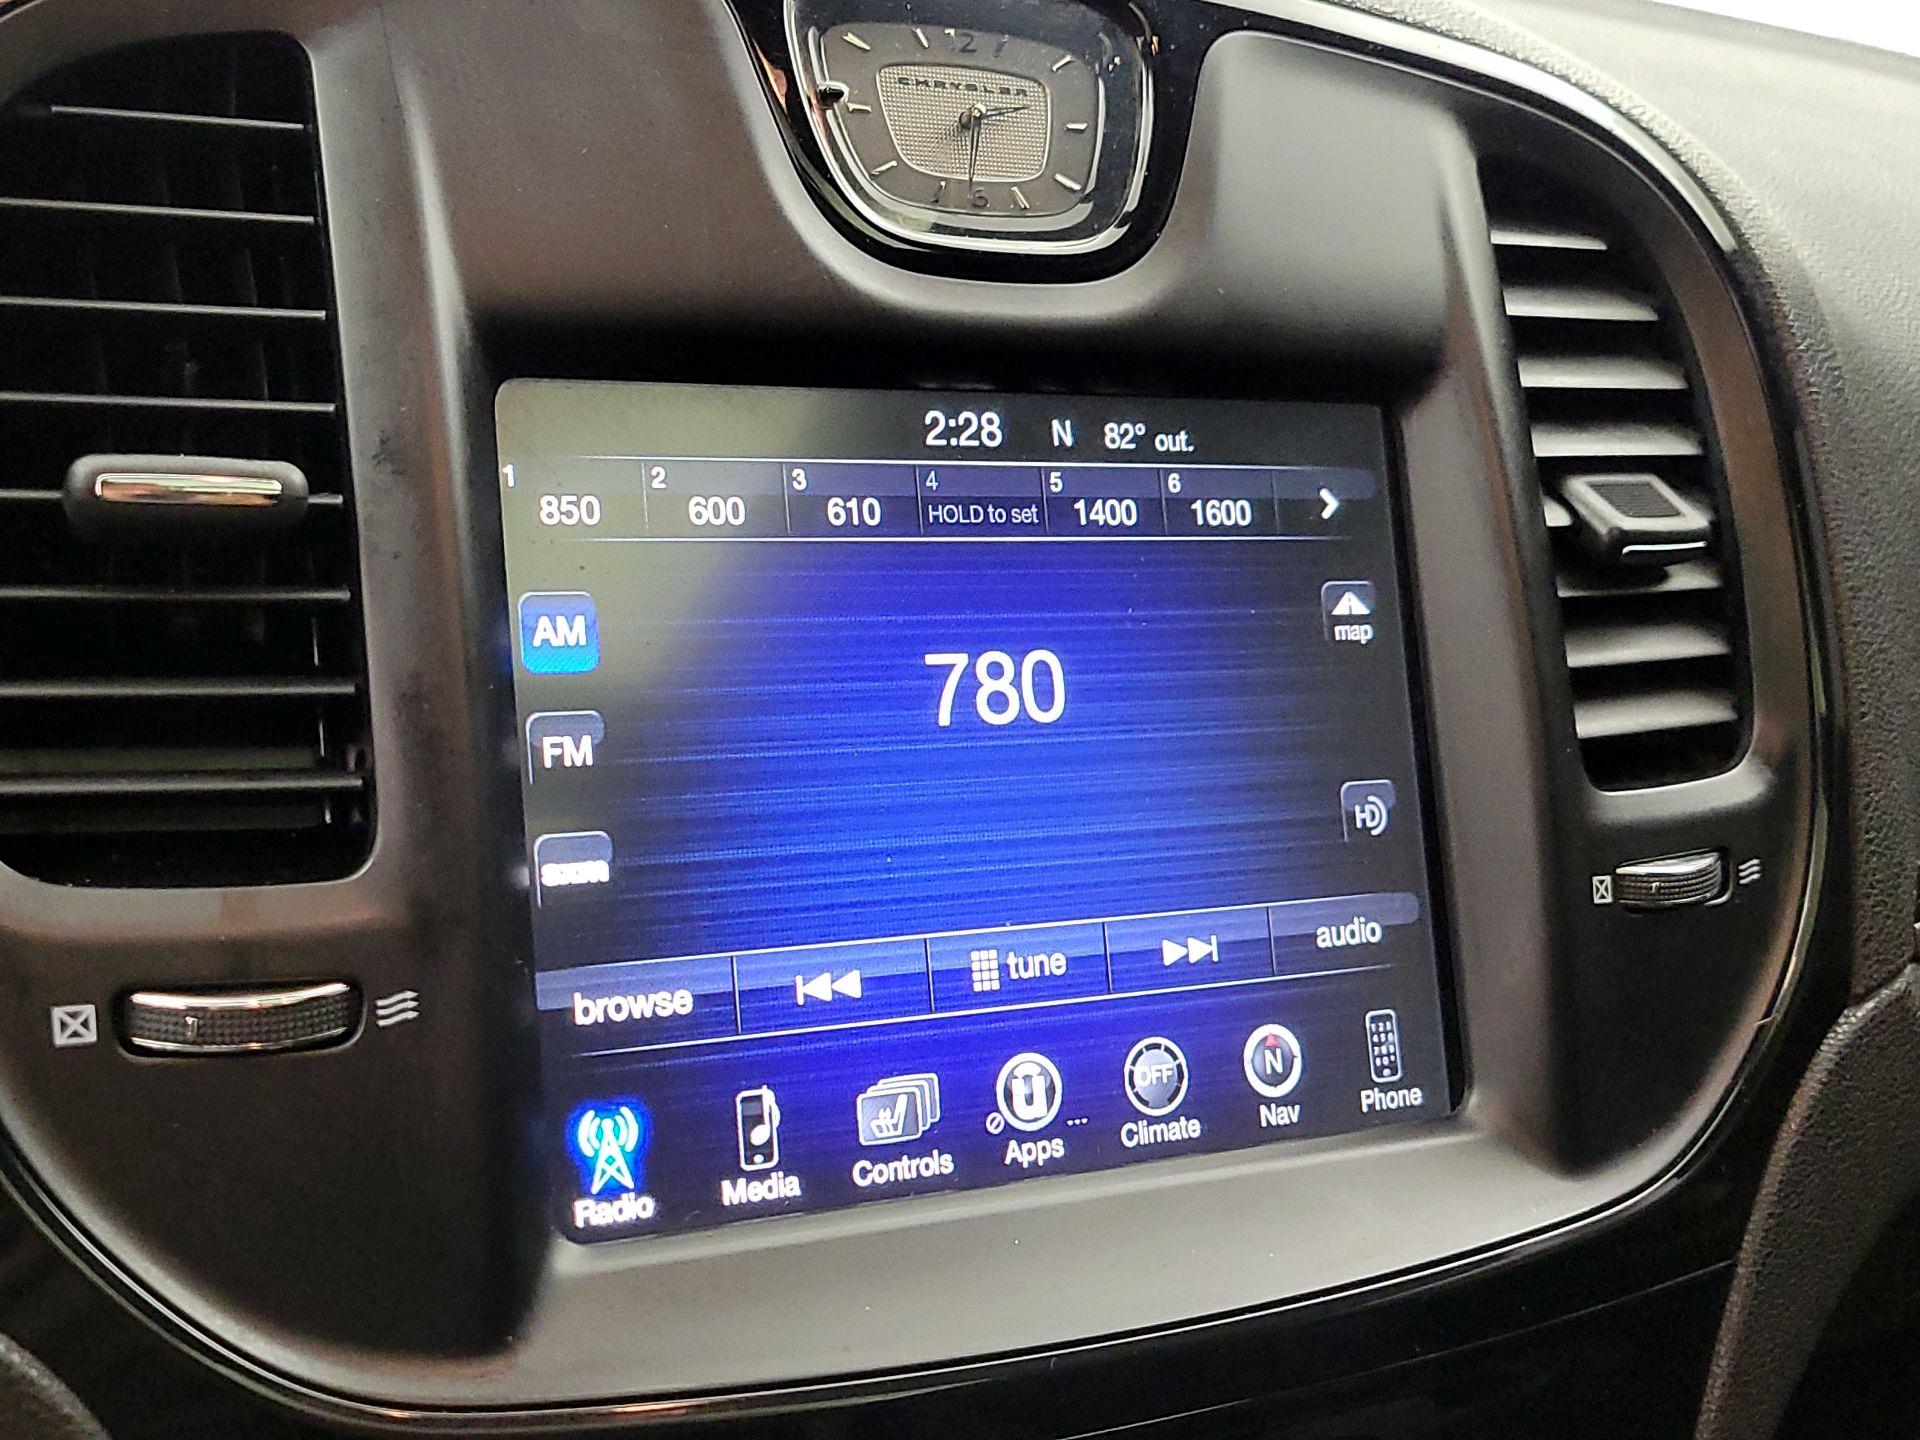 12
CHRYSLER
6
2:28 N 82° out.
1 2 3 4 5 6
850 600 610 HOLD to set 1400 1600
AM
780
map
FM
HD
browse tune audio
OFF
N
Radio Media Controls Apps ... Climate Nav Phone